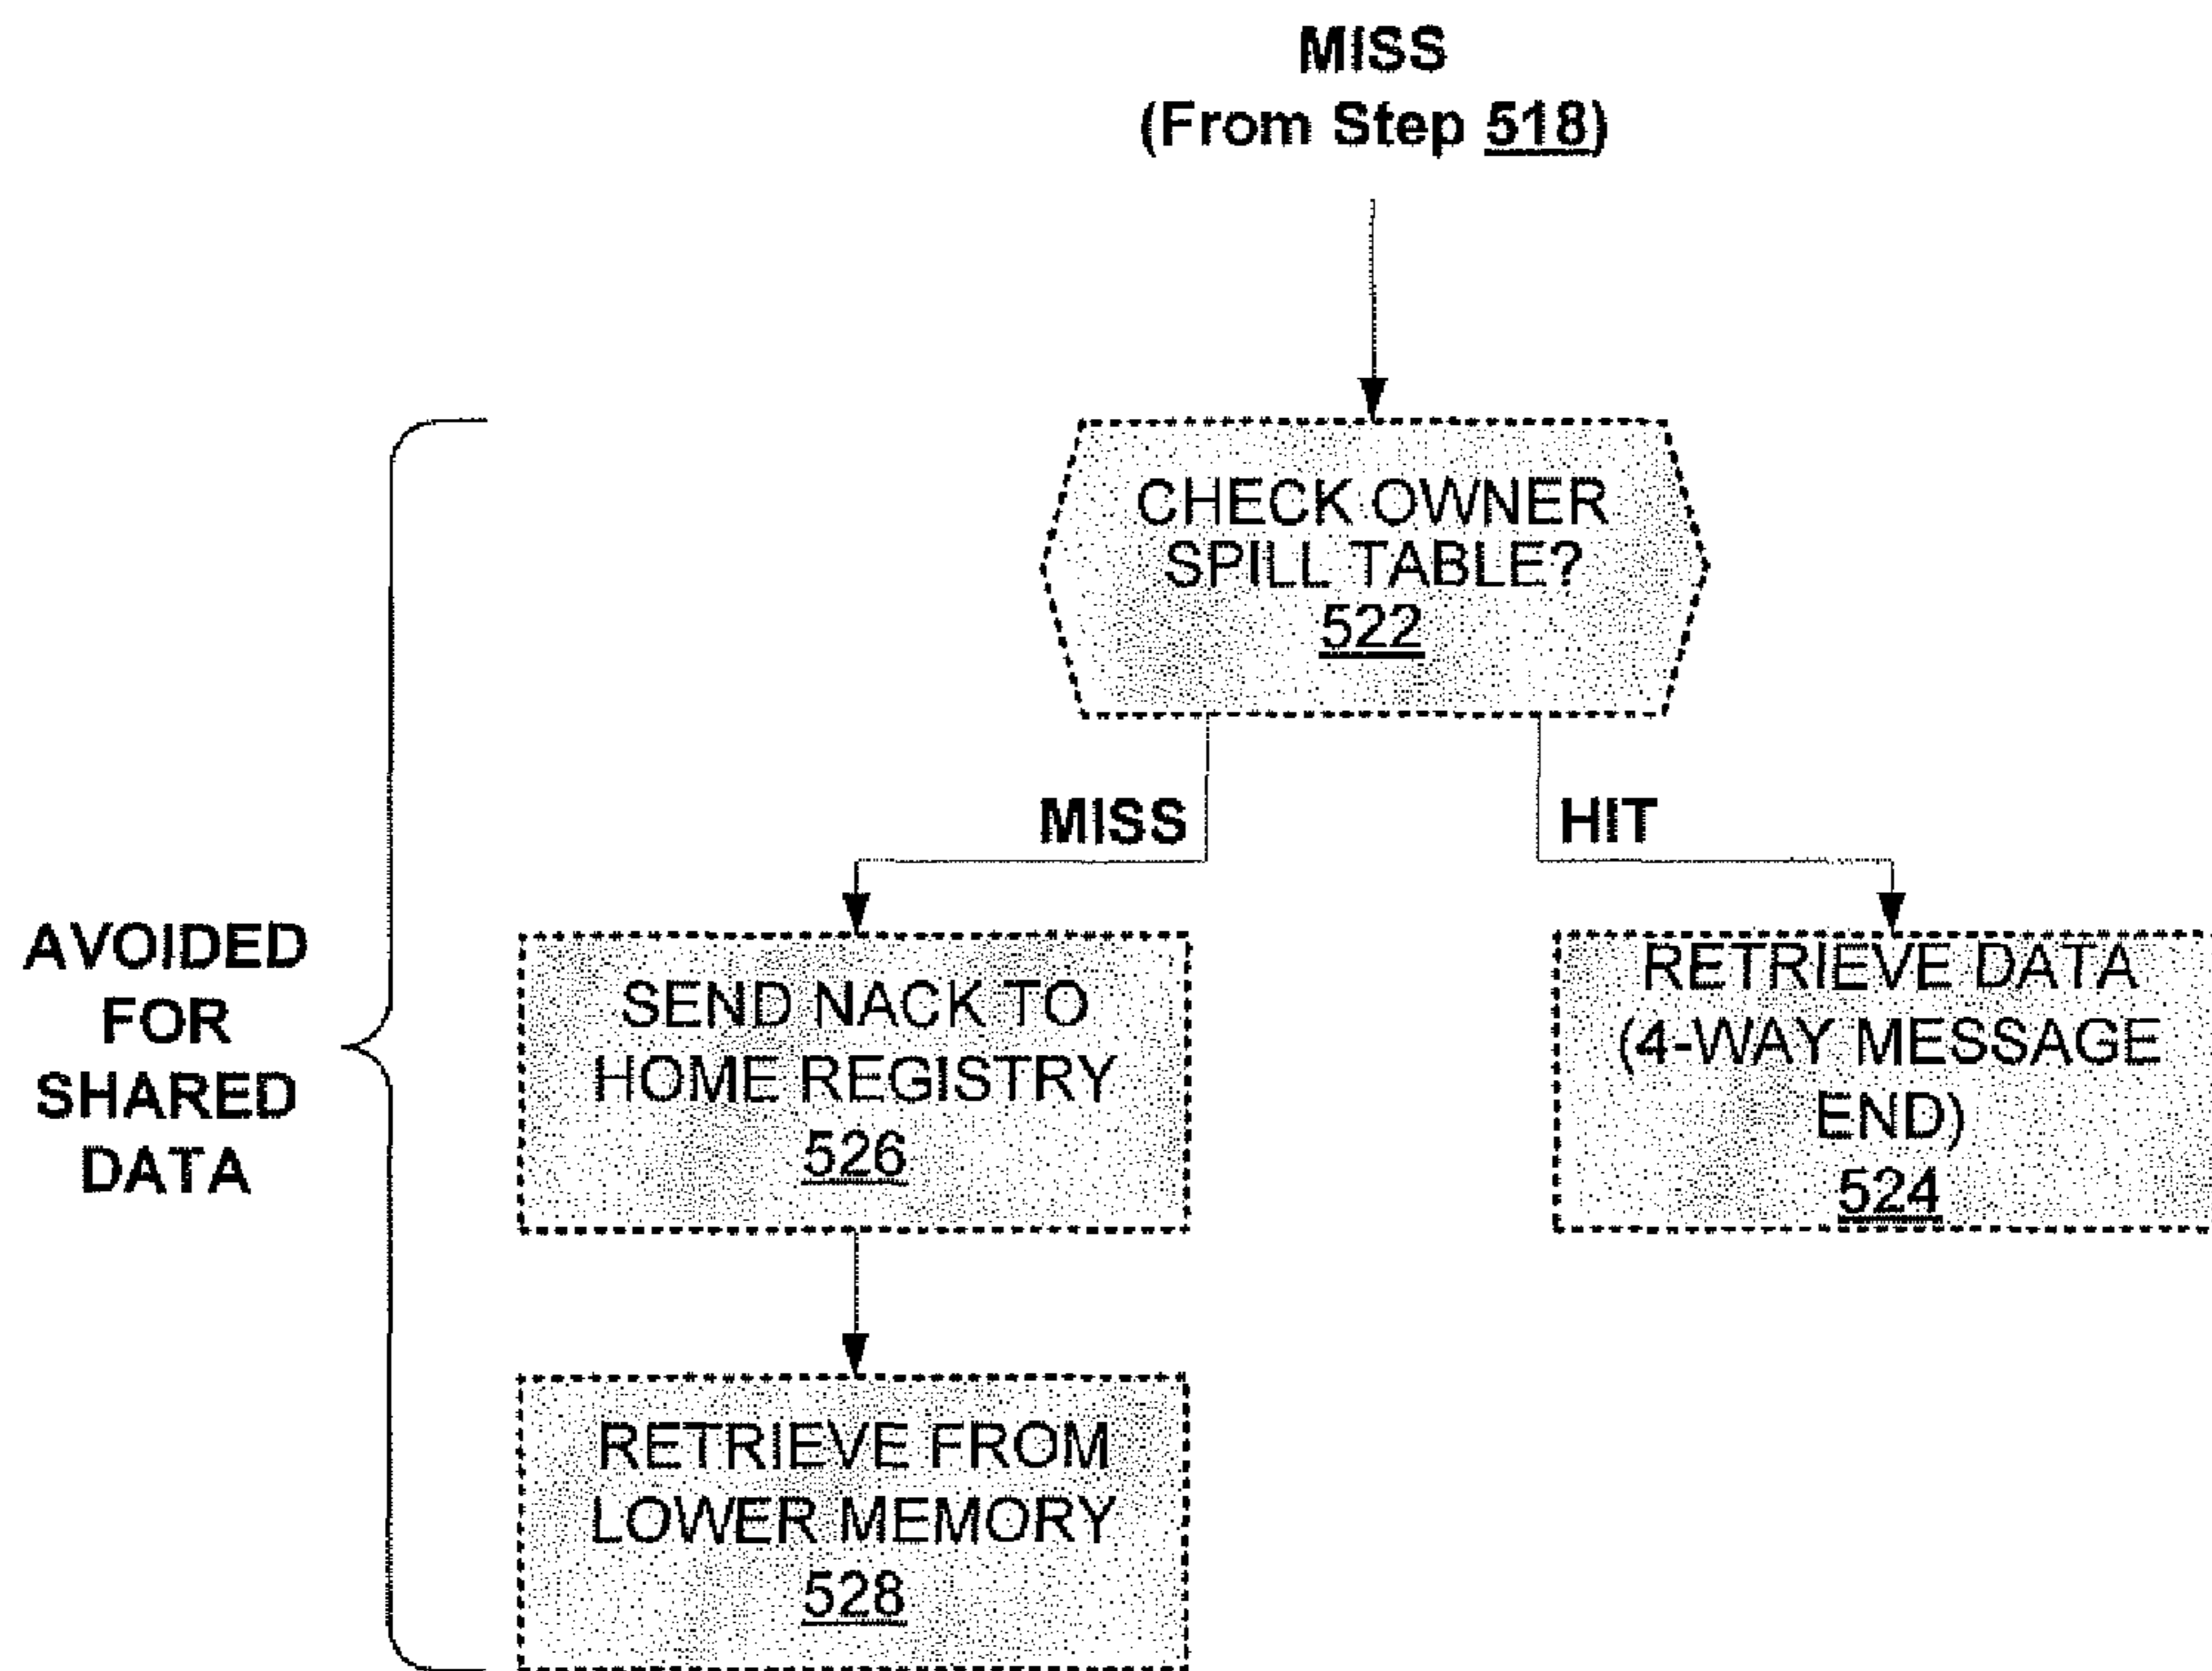 MISS
(From Step 518)
CHECK OWNER
SPILL TABLE?
522
MISS
HIT
AVOIDED
FOR
SHARED
DATA
SEND NACK TO
HOME REGISTRY
526
RETRIEVE DATA
(4-WAY MESSAGE
END)
524
RETRIEVE FROM
LOWER MEMORY
528